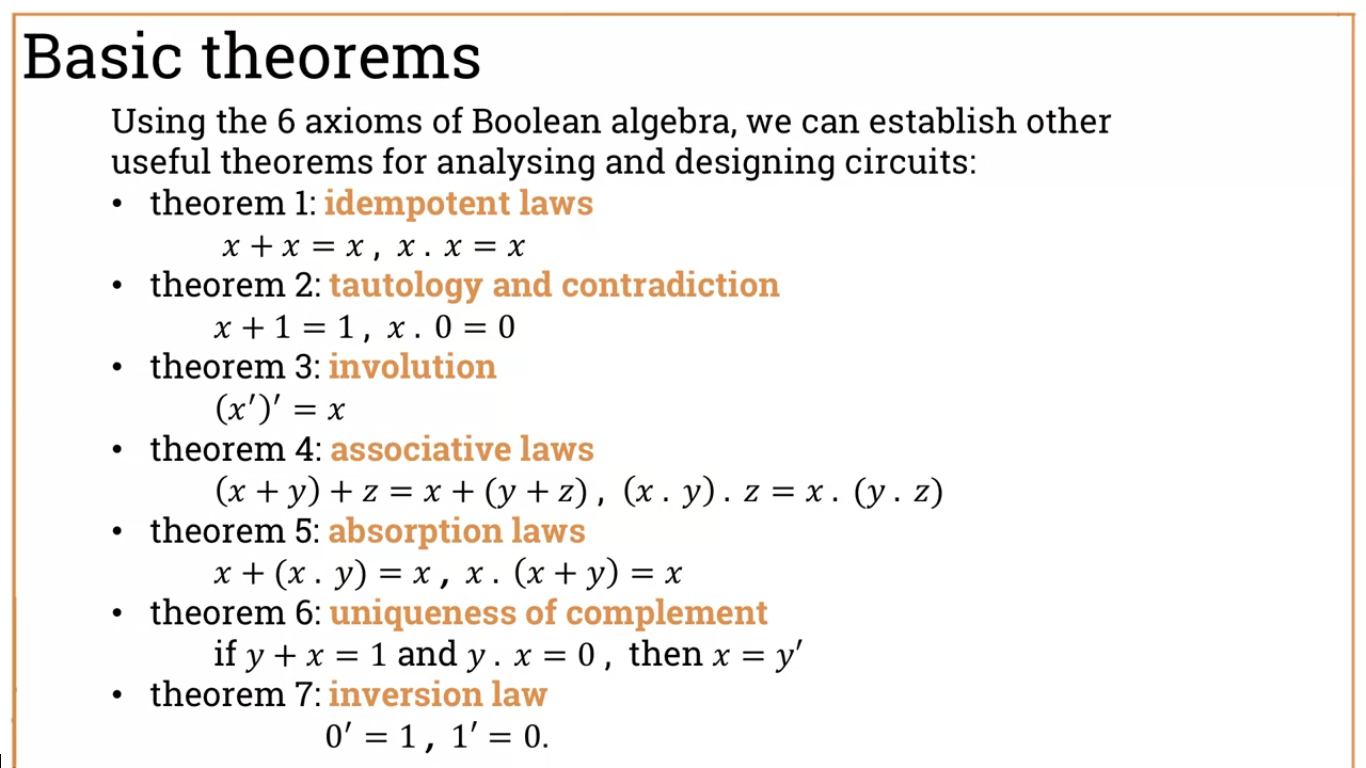 Basic theorems
Using the 6 axioms of Boolean algebra, we can establish other
useful theorems for analysing and designing circuits:
• theorem 1: idempotent laws
x + x = x , x . x = x
• theorem 2: tautology and contradiction
x + 1 = 1 , x . 0 = 0
• theorem 3: involution
(x′)′ = x
• theorem 4: associative laws
(x + y) + z = x + (y + z) , (x . y) . z = x . (y . z)
• theorem 5: absorption laws
x + (x . y) = x , x . (x + y) = x
• theorem 6: uniqueness of complement
if y + x = 1 and y . x = 0 , then x = y′
• theorem 7: inversion law
0′ = 1 , 1′ = 0.